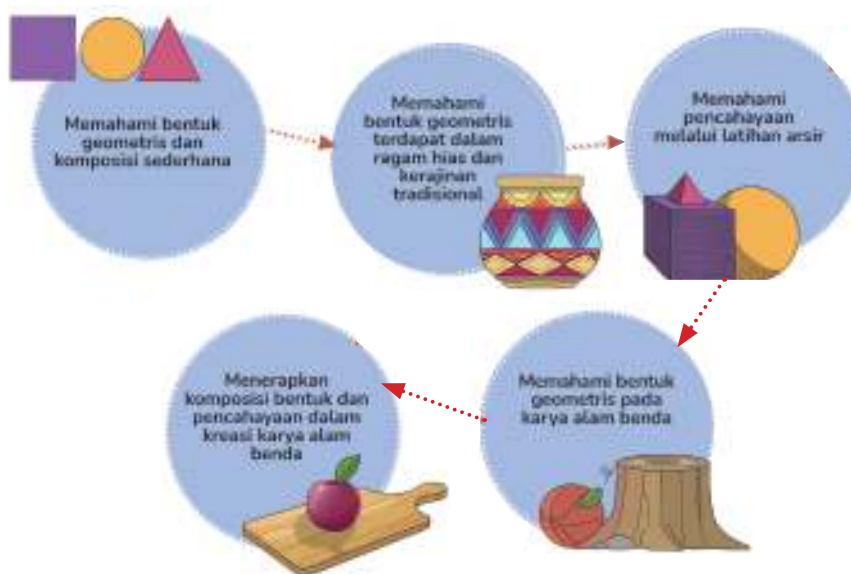 Memahami bentuk
geometris dan
komposisi sederhana
Memahami
bentuk geometris
terdapat dalam
ragam hias dan
kerajinan
tradisional
Memahami
pencahayaan
melalui latihan arsir
Memahami bentuk
geometris pada
karya alam benda
Menerapkan
komposisi bentuk dan
pencahayaan dalam
kreasi karya alam
benda